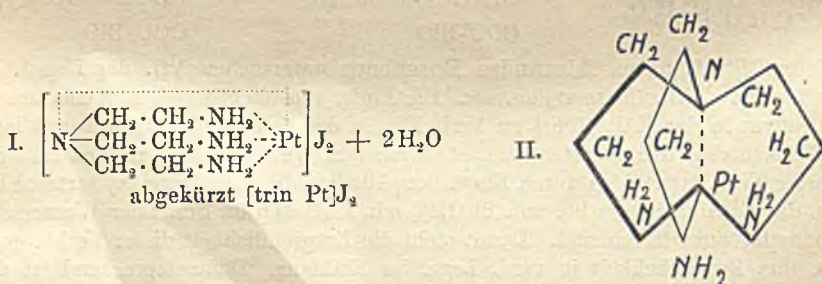 I. [N CH₂·CH₂·NH₂ Pt] J₂ + 2H₂O
CH₂·CH₂·NH₂
CH₂·CH₂·NH₂
abgekürzt [trin Pt]J₂
II.
CH₂
CH₂
N
CH₂
CH₂
CH₂
H₂C
H₂
N
Pt
H₂
N
NH₂